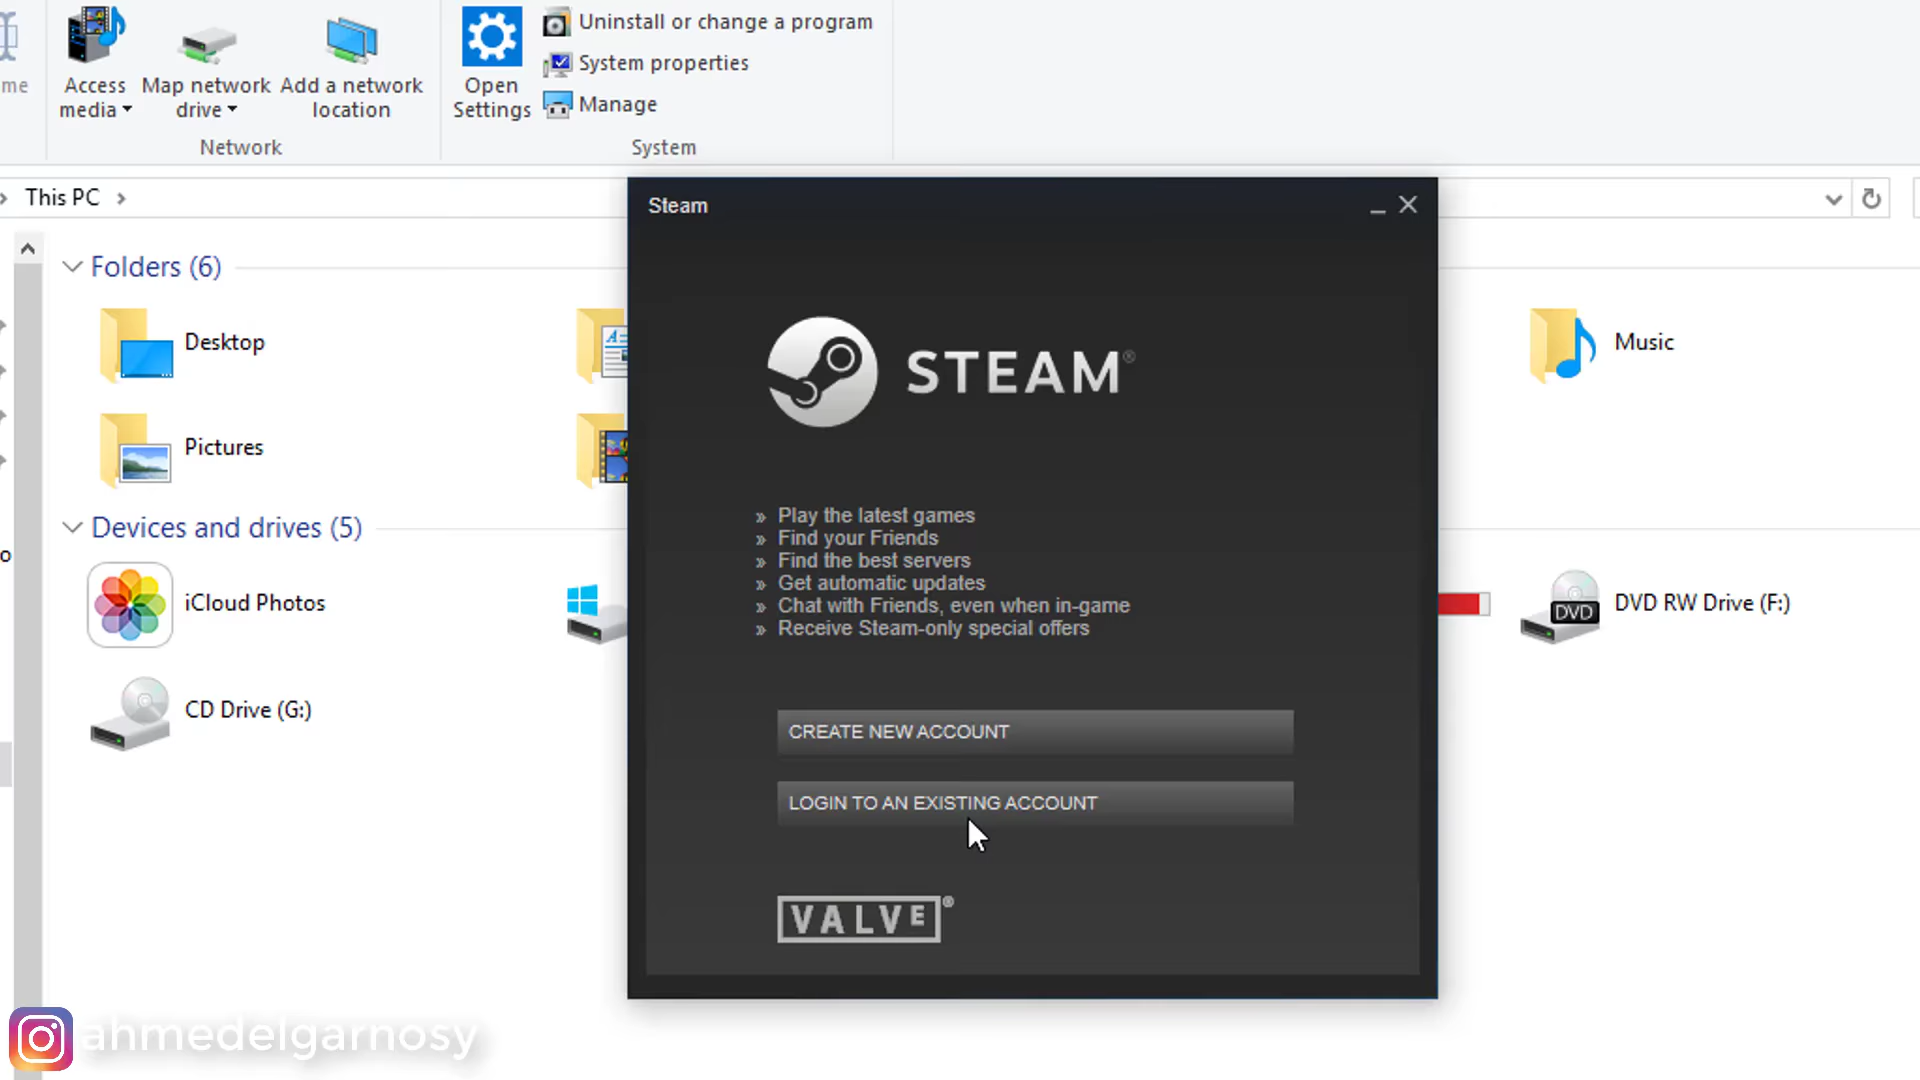 Uninstall or change a program
System properties
Manage
me
Access media
Map network drive
Add a network location
Open Settings
Network
System
This PC
Steam
Folders (6)
Desktop
Music
STEAM®
Pictures
Devices and drives (5)
» Play the latest games
» Find your Friends
» Find the best servers
» Get automatic updates
» Chat with Friends, even when in-game
» Receive Steam-only special offers
iCloud Photos
DVD
DVD RW Drive (F:)
CD Drive (G:)
CREATE NEW ACCOUNT
LOGIN TO AN EXISTING ACCOUNT
VALVE®
ahmedelgarnosy